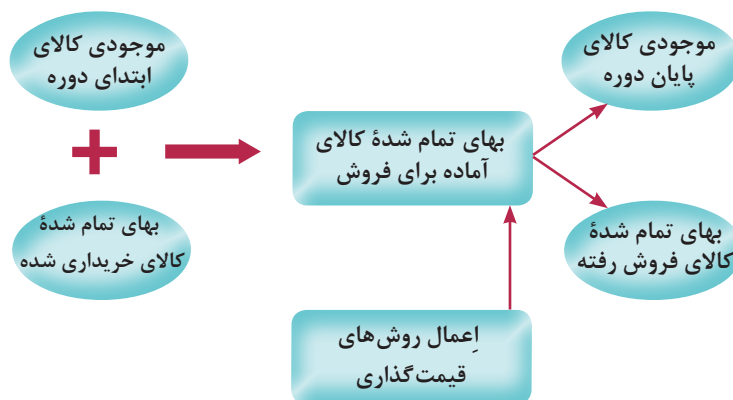 موجودی کالای
ابتدای دوره
+
بهای تمام شدهٔ
کالای خریداری شده
بهای تمام شدهٔ کالای
آماده برای فروش
اِعمال روش‌های
قیمت‌گذاری
موجودی کالای
پایان دوره
بهای تمام شدهٔ
کالای فروش رفته